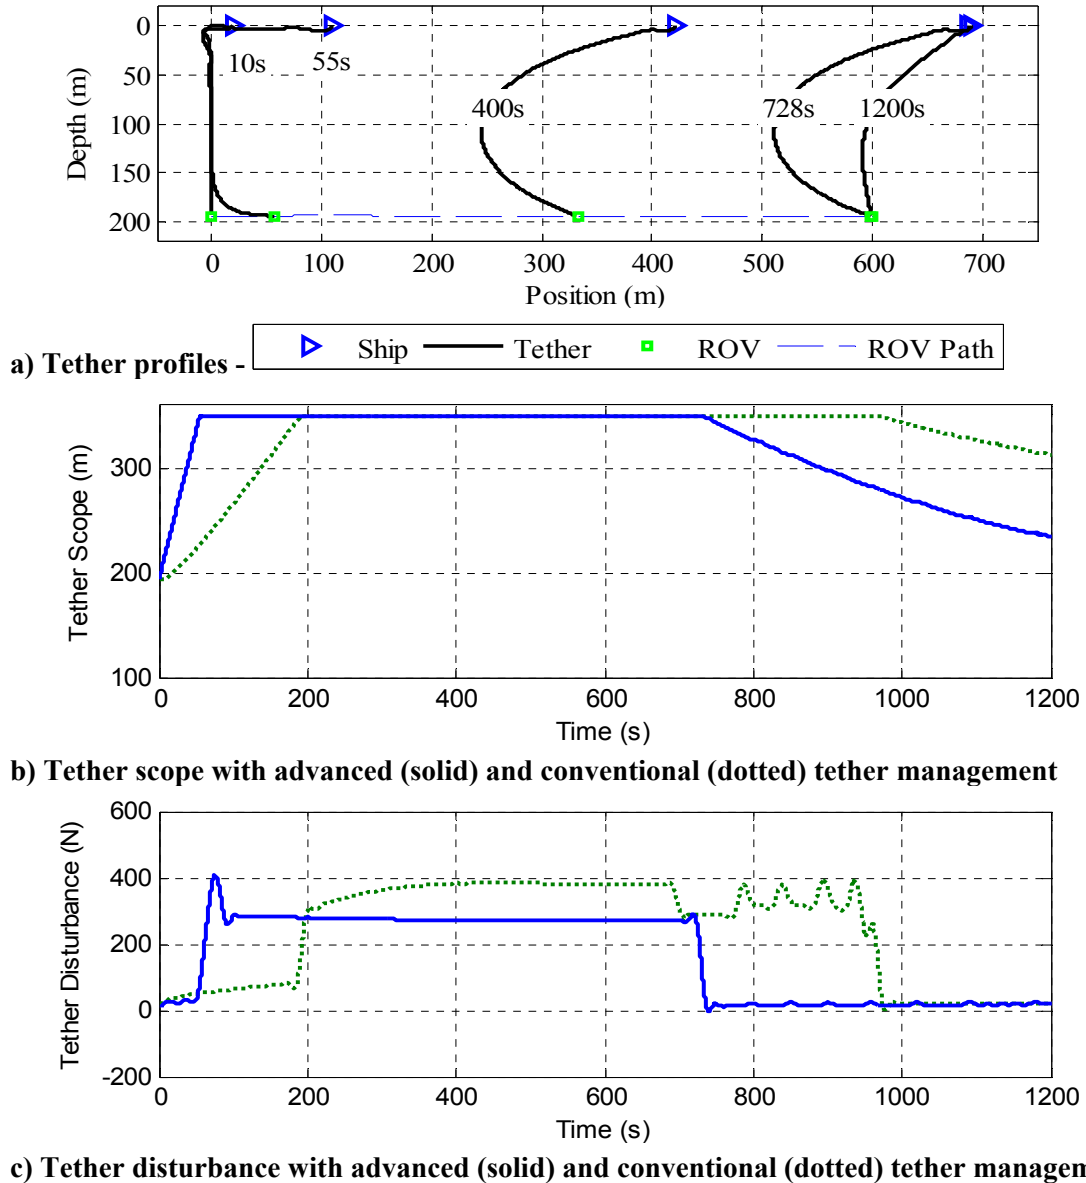 0
50
100
150
200
Depth (m)
10s
55s
400s
728s
1200s
0
100
200
300
400
500
600
700
Position (m)
a) Tether profiles -
Ship
Tether
ROV
ROV Path
300
200
100
Tether Scope (m)
0
200
400
600
800
1000
1200
Time (s)
b) Tether scope with advanced (solid) and conventional (dotted) tether management
600
400
200
0
-200
Tether Disturbance (N)
0
200
400
600
800
1000
1200
Time (s)
c) Tether disturbance with advanced (solid) and conventional (dotted) tether managem